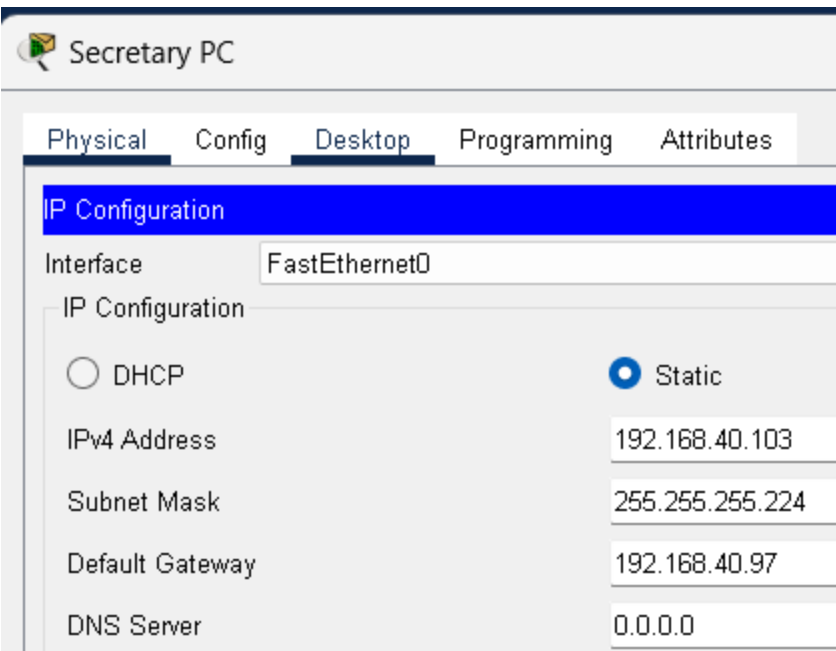 Secretary PC
Physical Config Desktop Programming Attributes
IP Configuration
Interface FastEthernet0
IP Configuration
DHCP Static
IPv4 Address 192.168.40.103
Subnet Mask 255.255.255.224
Default Gateway 192.168.40.97
DNS Server 0.0.0.0